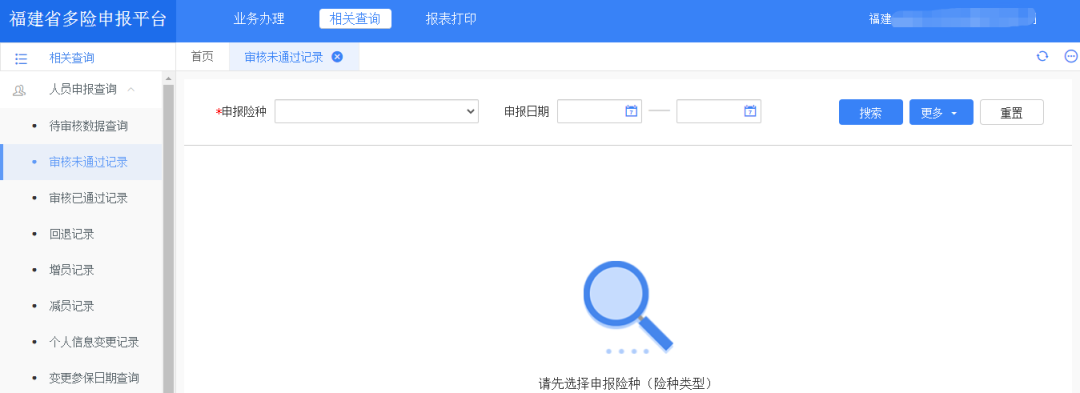 福建省多险申报平台
业务办理 相关查询 报表打印
福建
相关查询
首页 审核未通过记录
人员申报查询
*申报险种 申报日期 搜索 更多 重置
待审核数据查询
审核未通过记录
审核已通过记录
回退记录
增员记录
减员记录
个人信息变更记录
变更参保日期查询
请先选择申报险种（险种类型）